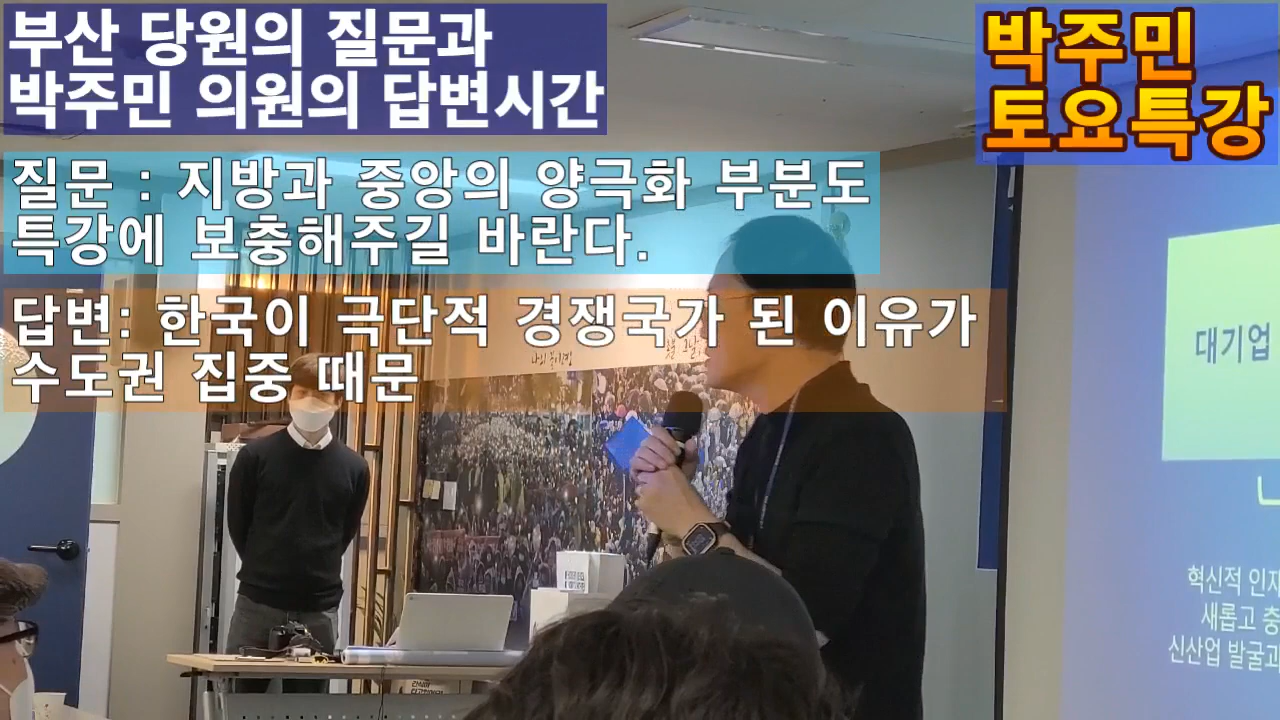 부산 당원의 질문과
박주민 의원의 답변시간
박주민
토요특강
질문 : 지방과 중앙의 양극화 부분도
특강에 보충해주길 바란다.
답변: 한국이 극단적 경쟁국가 된 이유가
수도권 집중 때문
대기업
혁신적 인재
새롭고 충
신산업 발굴과